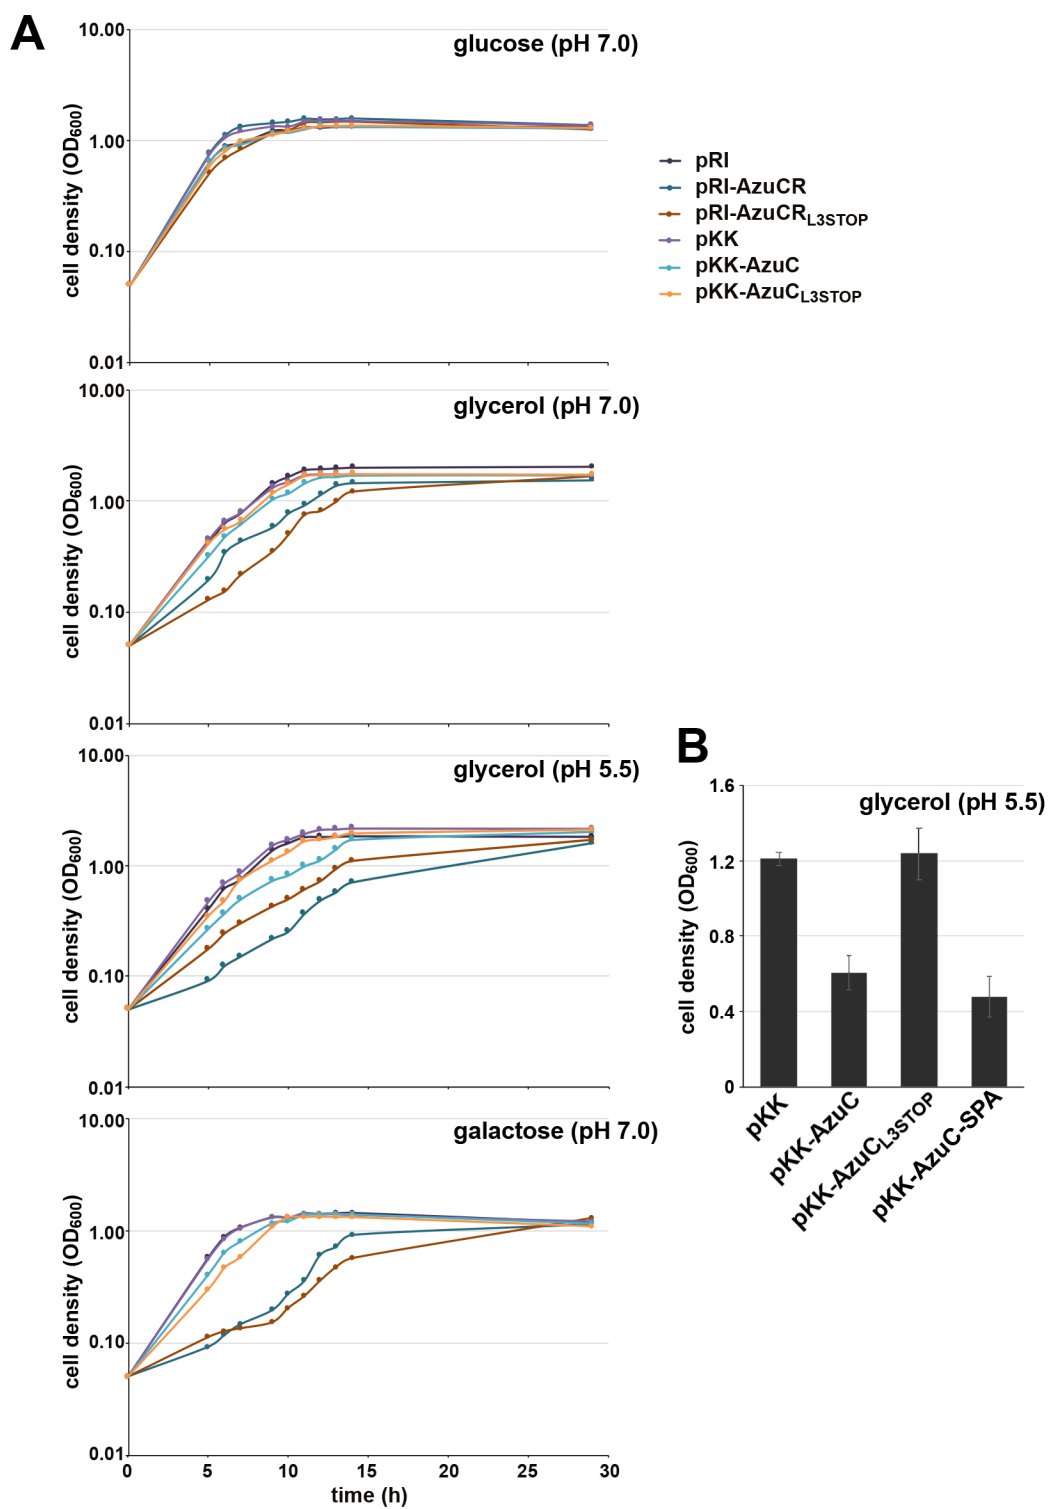 A
glucose (pH 7.0)
10.00
1.00
0.10
0.01
cell density (OD600)
pRI
pRI-AzuCR
pRI-AzuCRL3STOP
pKK
pKK-AzuC
pKK-AzuCL3STOP
glycerol (pH 7.0)
10.00
1.00
0.10
0.01
cell density (OD600)
glycerol (pH 5.5)
10.00
1.00
0.10
0.01
cell density (OD600)
galactose (pH 7.0)
10.00
1.00
0.10
0.01
cell density (OD600)
0 5 10 15 20 25 30
time (h)
B
glycerol (pH 5.5)
1.6
1.2
0.8
0.4
0
cell density (OD600)
pKK
pKK-AzuC
pKK-AzuCL3STOP
pKK-AzuC-SPA